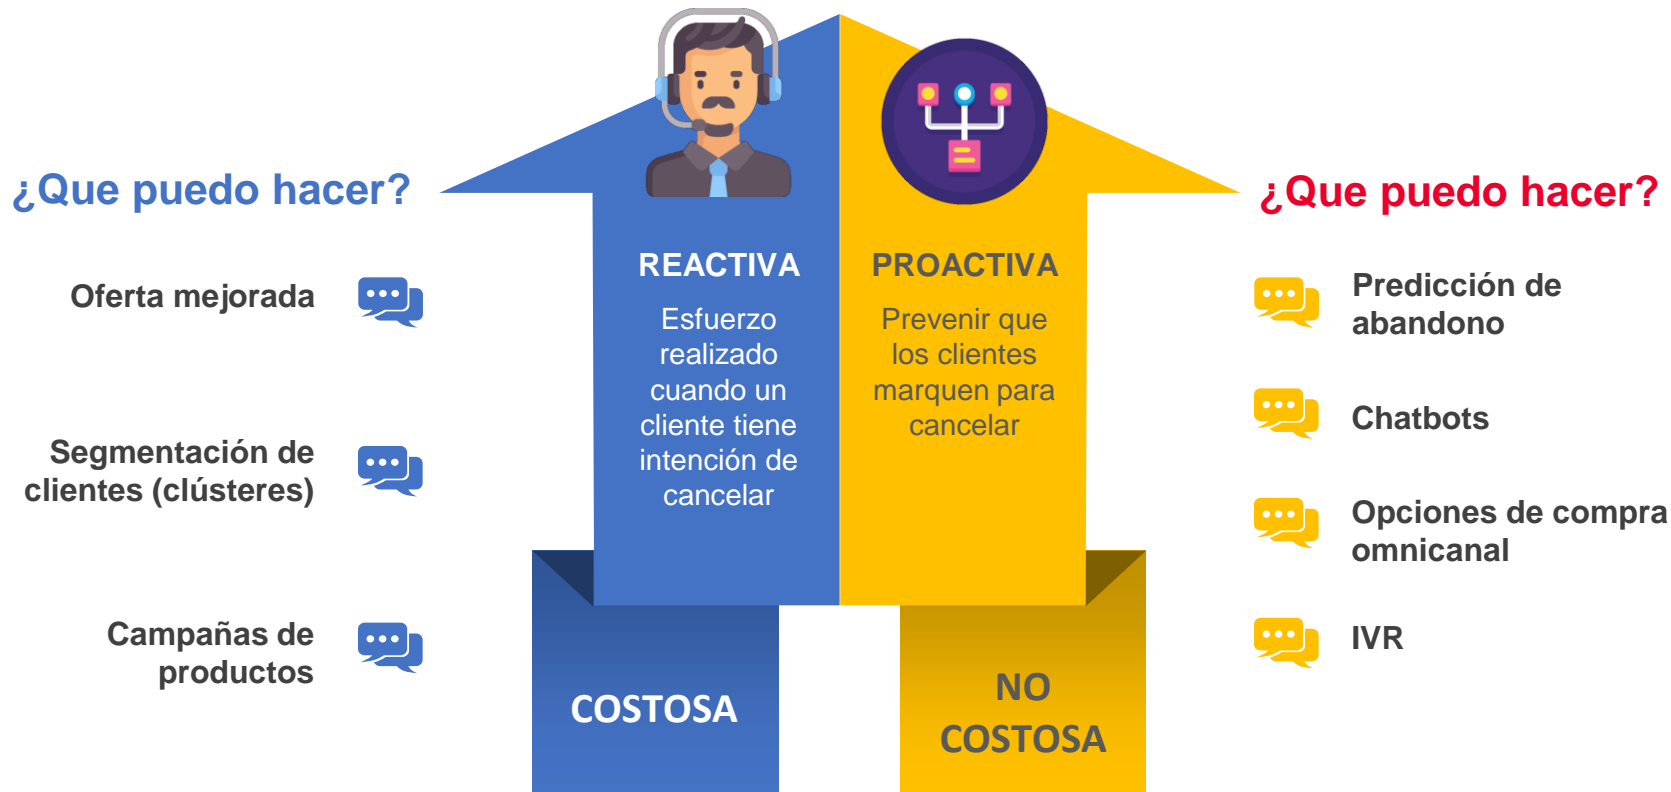 ¿Que puedo hacer?
Oferta mejorada
Segmentación de
clientes (clústeres)
Campañas de
productos
REACTIVA
Esfuerzo
realizado
cuando un
cliente tiene
intención de
cancelar
COSTOSA
PROACTIVA
Prevenir que
los clientes
marquen para
cancelar
NO
COSTOSA
¿Que puedo hacer?
Predicción de
abandono
Chatbots
Opciones de compra
omnicanal
IVR